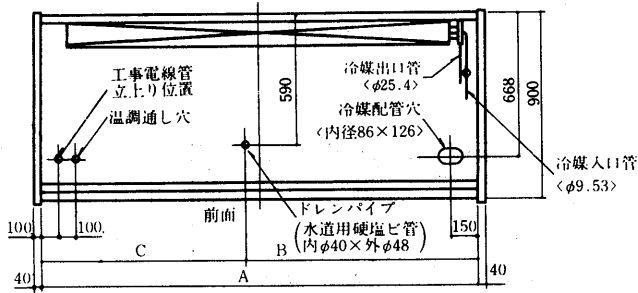 工事電線管
立上り位置
温調通し穴
590
冷媒出口管
<φ25.4>
冷媒配管穴
<内径86×126>
668
900
冷媒入口管
<φ9.53>
前面
ドレンパイプ
(水道用硬塩ビ管
内φ40×外φ48)
100
100
150
C
B
40
A
40